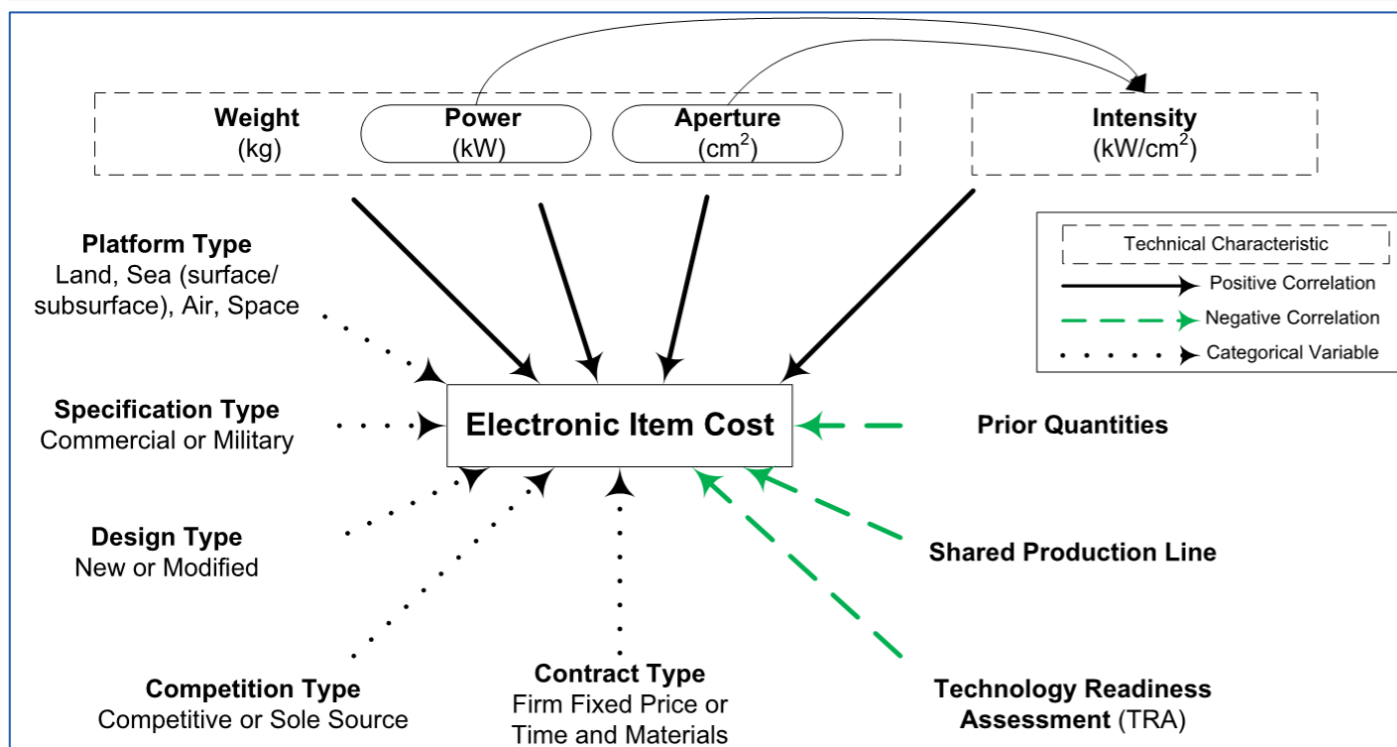 Weight
(kg)
Power
(kW)
Aperture
(cm²)
Intensity
(kW/cm²)
Technical Characteristic
Positive Correlation
Negative Correlation
Categorical Variable
Platform Type
Land, Sea (surface/
subsurface), Air, Space
Specification Type
Commercial or Military
Electronic Item Cost
Prior Quantities
Design Type
New or Modified
Shared Production Line
Competition Type
Competitive or Sole Source
Contract Type
Firm Fixed Price or
Time and Materials
Technology Readiness
Assessment (TRA)